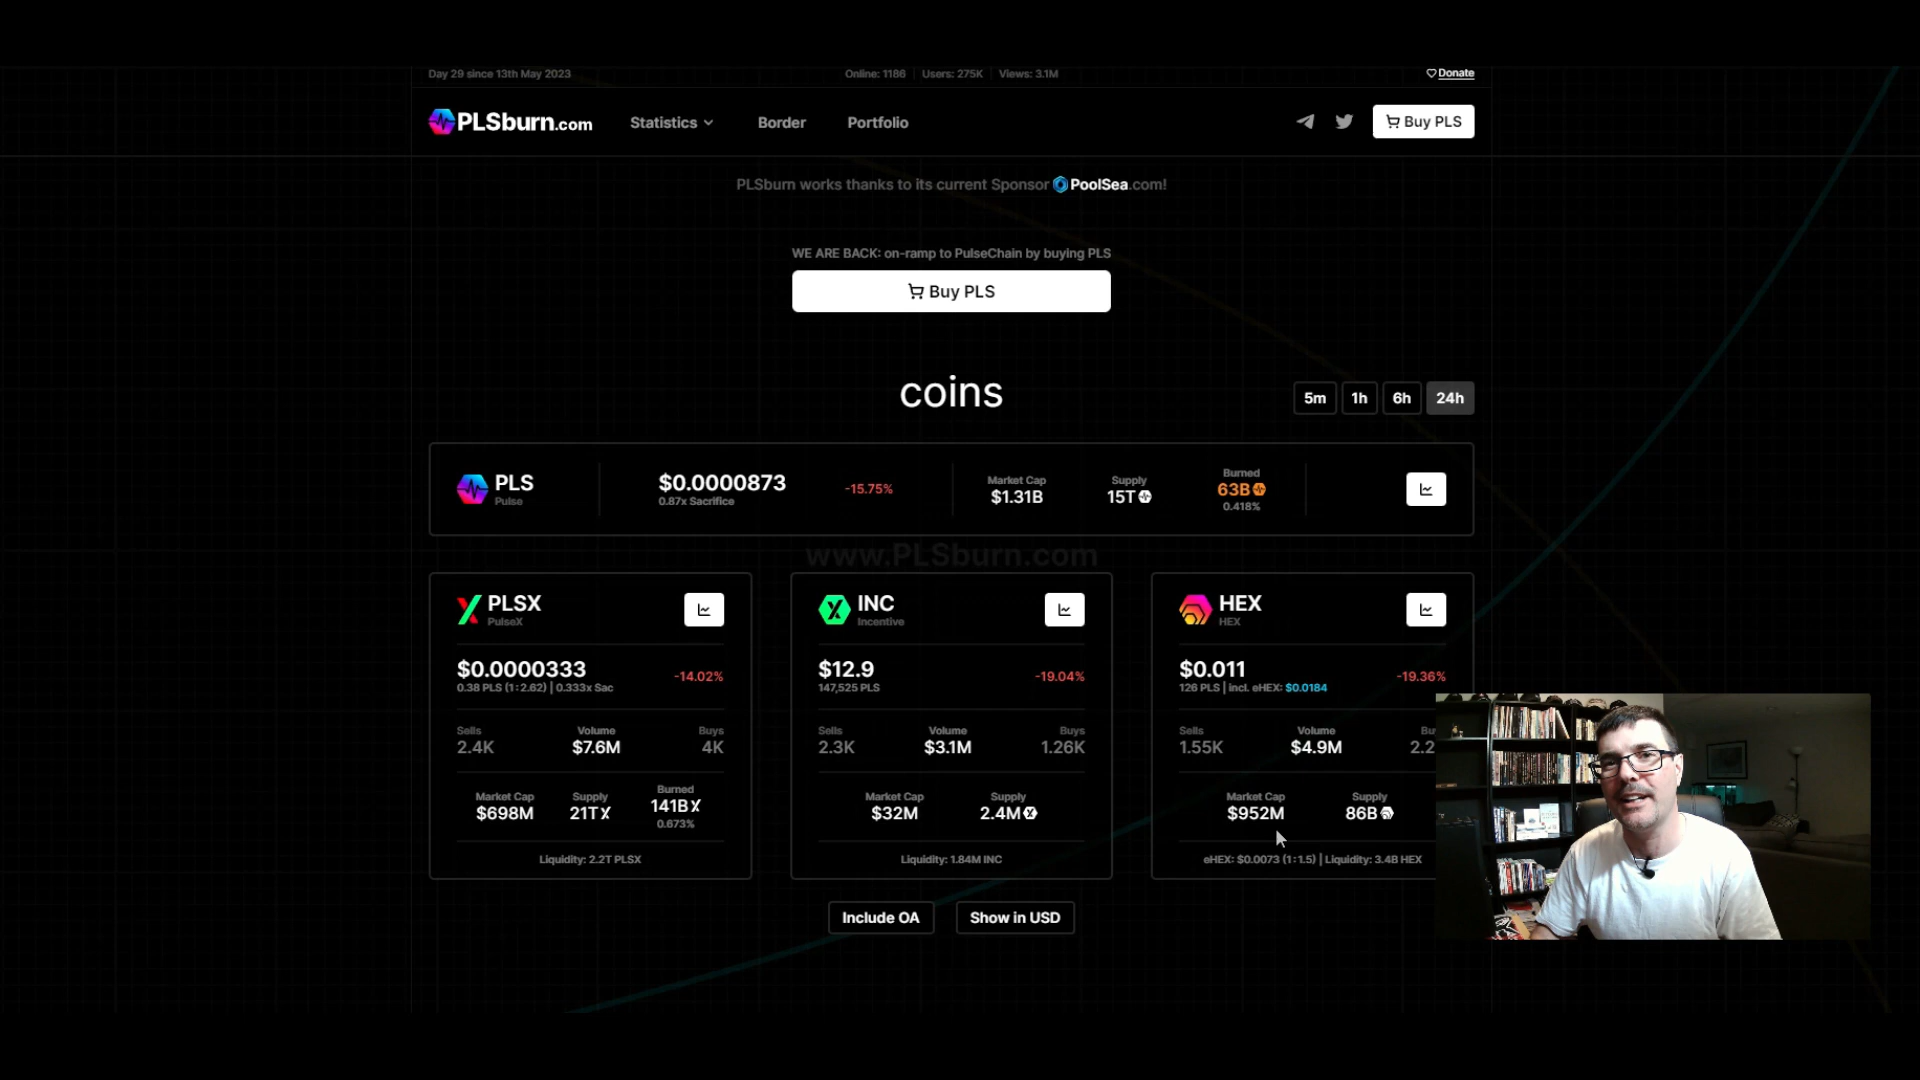 Day 29 since 13th May 2023
Online: 1186 | Users: 275K | Views: 3.1M
Donate
PLSburn.com
Statistics
Border
Portfolio
Buy PLS
PLSburn works thanks to its current Sponsor PoolSea.com!
WE ARE BACK: on-ramp to PulseChain by buying PLS
Buy PLS
coins
5m 1h 6h 24h
PLS
Pulse
$0.0000873
0.87x Sacrifice
-15.75%
Market Cap
$1.31B
Supply
15T
Burned
63B
0.418%
www.PLSburn.com
PLSX
PulseX
$0.0000333
0.38 PLS (1:2.62) | 0.333x Sac
-14.02%
Sells Volume Buys
2.4K $7.6M 4K
Market Cap
$698M
Supply
21T
Burned
141B
0.673%
Liquidity: 2.2T PLSX
INC
Incentive
$12.9
147,525 PLS
-19.04%
Sells Volume Buys
2.3K $3.1M 1.26K
Market Cap
$32M
Supply
2.4M
Liquidity: 1.84M INC
HEX
HEX
$0.011
126 PLS | incl. eHEX: $0.0184
-19.36%
Sells Volume Bu
1.55K $4.9M 2.2
Market Cap
$952M
Supply
86B
eHEX: $0.0073 (1:1.5) | Liquidity: 3.4B HEX
Include OA
Show in USD